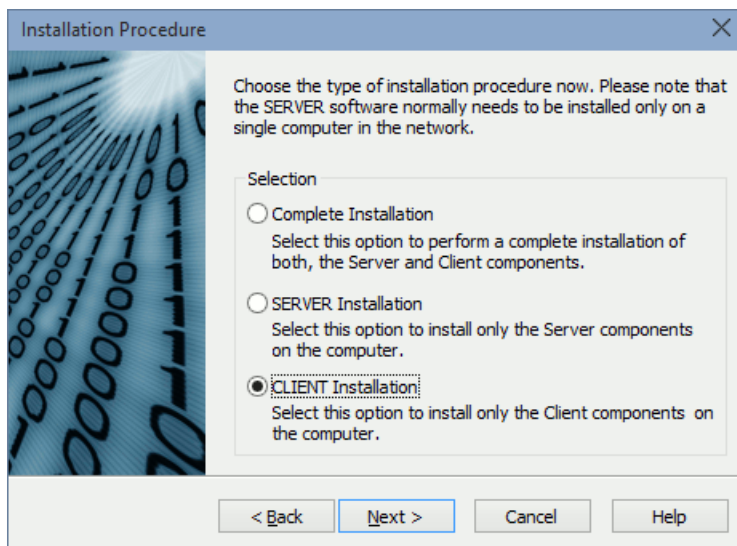 Installation Procedure
Choose the type of installation procedure now. Please note that
the SERVER software normally needs to be installed only on a
single computer in the network.
Selection
Complete Installation
Select this option to perform a complete installation of
both, the Server and Client components.
SERVER Installation
Select this option to install only the Server components
on the computer.
CLIENT Installation
Select this option to install only the Client components on
the computer.
< Back
Next >
Cancel
Help